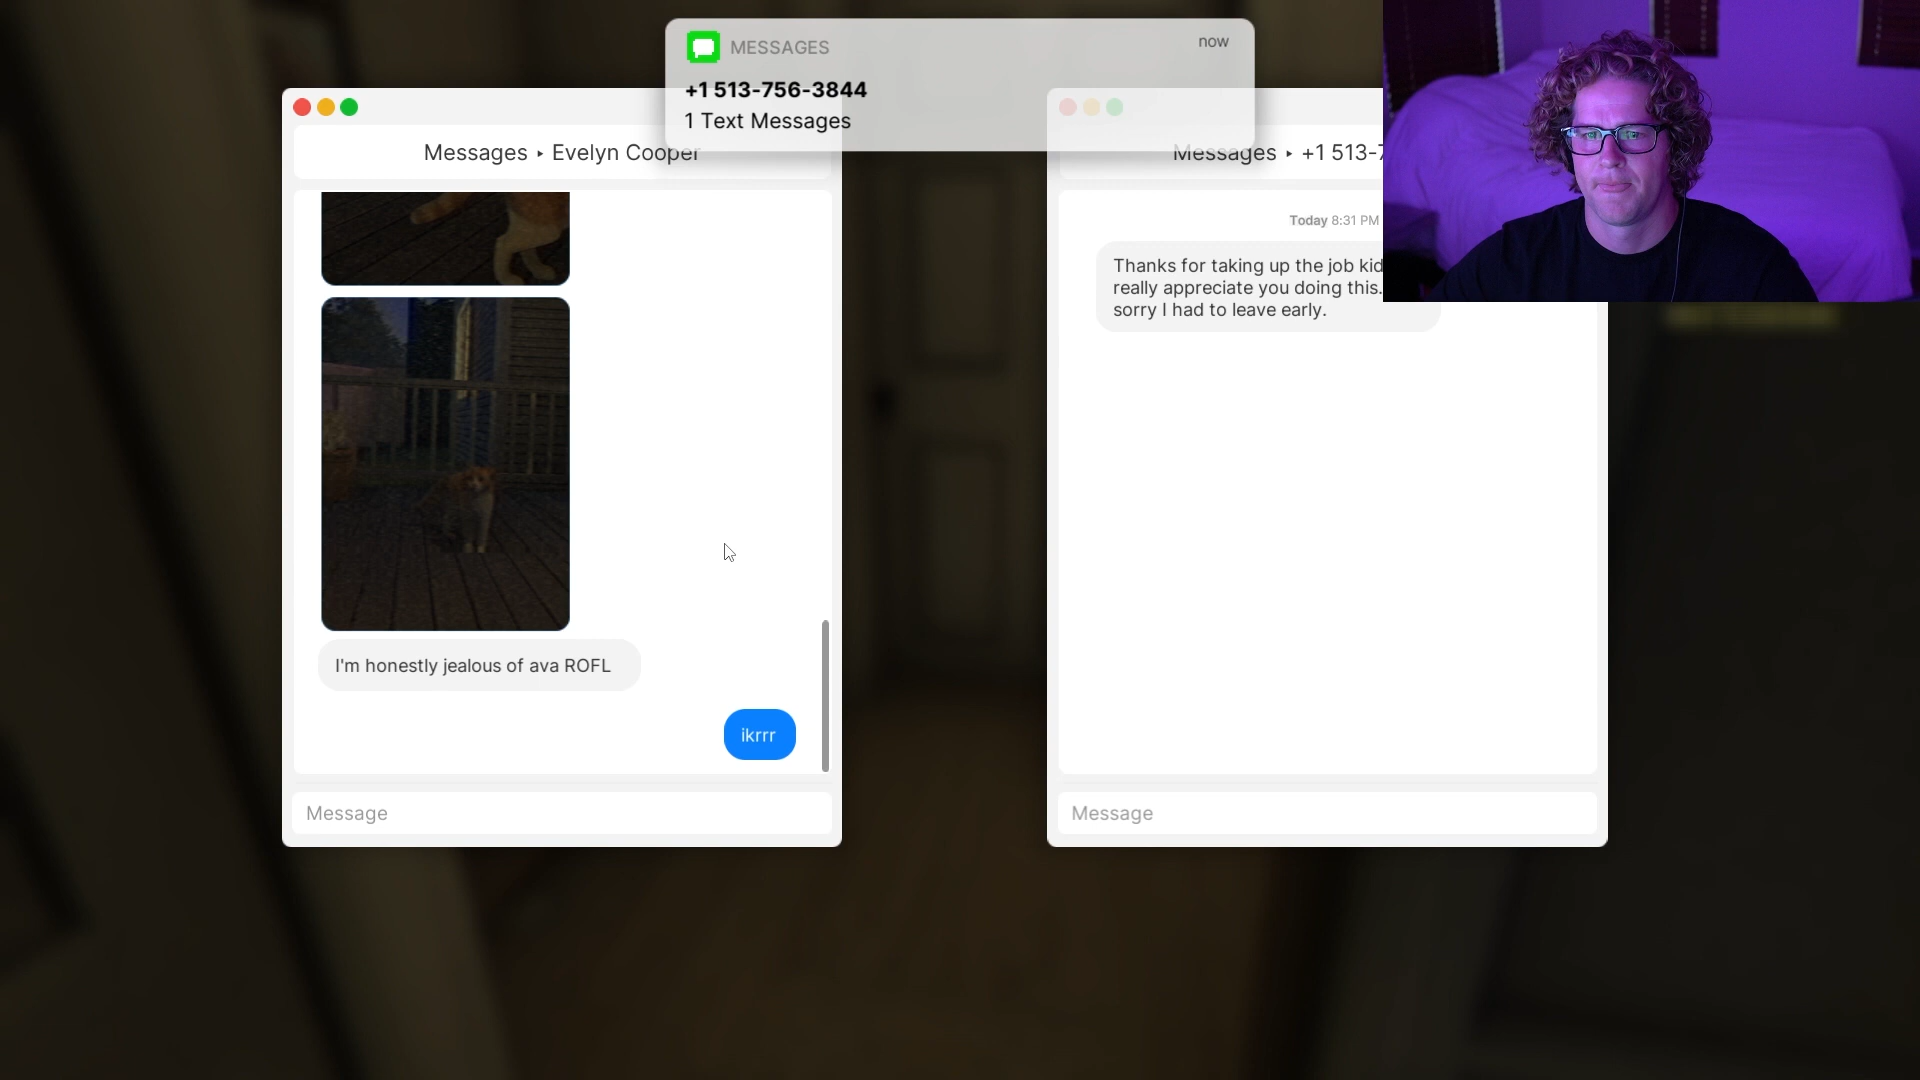 MESSAGES
now
+1 513-756-3844
1 Text Messages
Messages ▸ Evelyn Cooper
I'm honestly jealous of ava ROFL
ikrrr
Message
Messages ▸ +1 513-7
Today 8:31 PM
Thanks for taking up the job kid
really appreciate you doing this.
sorry I had to leave early.
Message